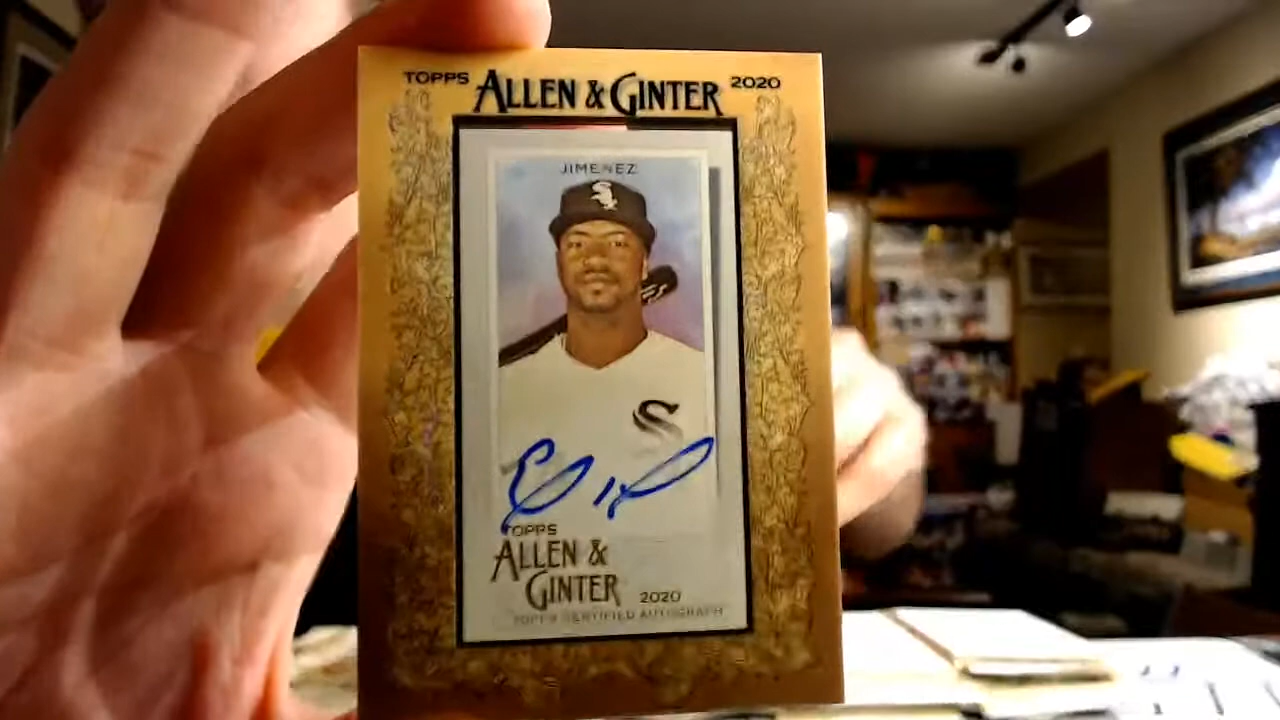 TOPPS ALLEN & GINTER 2020
JIMENEZ
TOPPS
ALLEN &
GINTER 2020
TOPPS CERTIFIED AUTOGRAPH